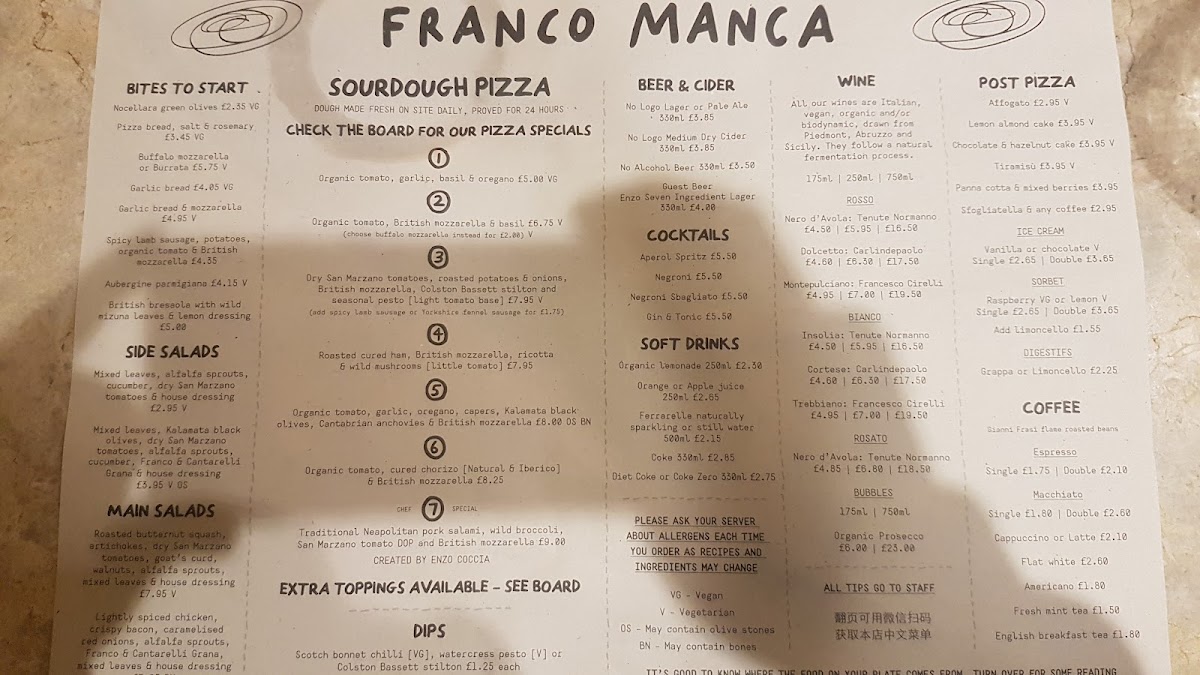 FRANCO MANCA
BITES TO START
Nocellara green olives £2.35 VG
Pizza bread, salt & rosemary
£3.45 VG
Buffalo mozzarella
or Burrata £5.75 V
Garlic bread £4.05 VG
Garlic bread & mozzarella
£4.95 V
Spicy lamb sausage, potatoes,
organic tomato & British
mozzarella £4.35
Aubergine parmigiana £4.15 V
British bresaola with wild
mizuna leaves & lemon dressing
£5.00
SIDE SALADS
Mixed leaves, alfalfa sprouts,
cucumber, dry San Marzano
tomatoes & house dressing
£2.95 V
Mixed leaves, Kalamata black
olives, dry San Marzano
tomatoes, alfalfa sprouts,
cucumber, Franco & Cantarelli
Grana & house dressing
£3.95 V OS
MAIN SALADS
Roasted butternut squash,
artichokes, dry San Marzano
tomatoes, goat's curd,
walnuts, alfalfa sprouts,
mixed leaves & house dressing
£7.95 V
Lightly spiced chicken,
crispy bacon, caramelised
red onions, alfalfa sprouts,
Franco & Cantarelli Grana,
mixed leaves & house dressing
SOURDOUGH PIZZA
DOUGH MADE FRESH ON SITE DAILY, PROVED FOR 24 HOURS
CHECK THE BOARD FOR OUR PIZZA SPECIALS
1
Organic tomato, garlic, basil & oregano £5.00 VG
2
Organic tomato, British mozzarella & basil £6.75 V
(choose buffalo mozzarella instead for £2.00) V
3
Dry San Marzano tomatoes, roasted potatoes & onions,
British mozzarella, Colston Bassett stilton and
seasonal pesto [light tomato base] £7.95 V
(add spicy lamb sausage or Yorkshire fennel sausage for £1.75)
4
Roasted cured ham, British mozzarella, ricotta
& wild mushrooms [little tomato] £7.95
5
Organic tomato, garlic, oregano, capers, Kalamata black
olives, Cantabrian anchovies & British mozzarella £8.00 OS BN
6
Organic tomato, cured chorizo [Natural & Iberico]
& British mozzarella £8.25
CHEF 7 SPECIAL
Traditional Neapolitan pork salami, wild broccoli,
San Marzano tomato DOP and British mozzarella £9.00
CREATED BY ENZO COCCIA
EXTRA TOPPINGS AVAILABLE - SEE BOARD
DIPS
Scotch bonnet chilli [VG], watercress pesto [V] or
Colston Bassett stilton £1.25 each
BEER & CIDER
No Logo Lager or Pale Ale
330ml £3.85
No Logo Medium Dry Cider
330ml £3.85
No Alcohol Beer 330ml £3.50
Guest Beer
Enzo Seven Ingredient Lager
330ml £4.00
COCKTAILS
Aperol Spritz £5.50
Negroni £5.50
Negroni Sbagliato £5.50
Gin & Tonic £5.50
SOFT DRINKS
Organic lemonade 250ml £2.30
Orange or Apple juice
250ml £2.65
Ferrarelle naturally
sparkling or still water
500ml £2.15
Coke 330ml £2.85
Diet Coke or Coke Zero 330ml £2.75
PLEASE ASK YOUR SERVER
ABOUT ALLERGENS EACH TIME
YOU ORDER AS RECIPES AND
INGREDIENTS MAY CHANGE
VG - Vegan
V - Vegetarian
OS - May contain olive stones
BN - May contain bones
WINE
All our wines are Italian,
vegan, organic and/or
biodynamic, drawn from
Piedmont, Abruzzo and
Sicily. They follow a natural
fermentation process.
175ml | 250ml | 750ml
ROSSO
Nero d'Avola: Tenute Normanno
£4.50 | £5.95 | £16.50
Dolcetto: Carlindepaolo
£4.60 | £6.30 | £17.50
Montepulciano: Francesco Cirelli
£4.95 | £7.00 | £19.50
BIANCO
Insolia: Tenute Normanno
£4.50 | £5.95 | £16.50
Cortese: Carlindepaolo
£4.60 | £6.30 | £17.50
Trebbiano: Francesco Cirelli
£4.95 | £7.00 | £19.50
ROSATO
Nero d'Avola: Tenute Normanno
£4.85 | £6.80 | £18.50
BUBBLES
175ml | 750ml
Organic Prosecco
£6.00 | £23.00
ALL TIPS GO TO STAFF
翻页可用微信扫码
获取本店中文菜单
POST PIZZA
Affogato £2.95 V
Lemon almond cake £3.95 V
Chocolate & hazelnut cake £3.95 V
Tiramisù £3.95 V
Panna cotta & mixed berries £3.95
Sfogliatella & any coffee £2.95
ICE CREAM
Vanilla or chocolate V
Single £2.65 | Double £3.65
SORBET
Raspberry VG or lemon V
Single £2.65 | Double £3.65
Add Limoncello £1.55
DIGESTIFS
Grappa or Limoncello £2.25
COFFEE
Gianni Frasi flame roasted beans
Espresso
Single £1.75 | Double £2.10
Macchiato
Single £1.80 | Double £2.60
Cappuccino or Latte £2.10
Flat white £2.60
Americano £1.80
Fresh mint tea £1.50
English breakfast tea £1.80
IT'S GOOD TO KNOW WHERE THE FOOD ON YOUR PLATE COMES FROM. TURN OVER FOR SOME READING